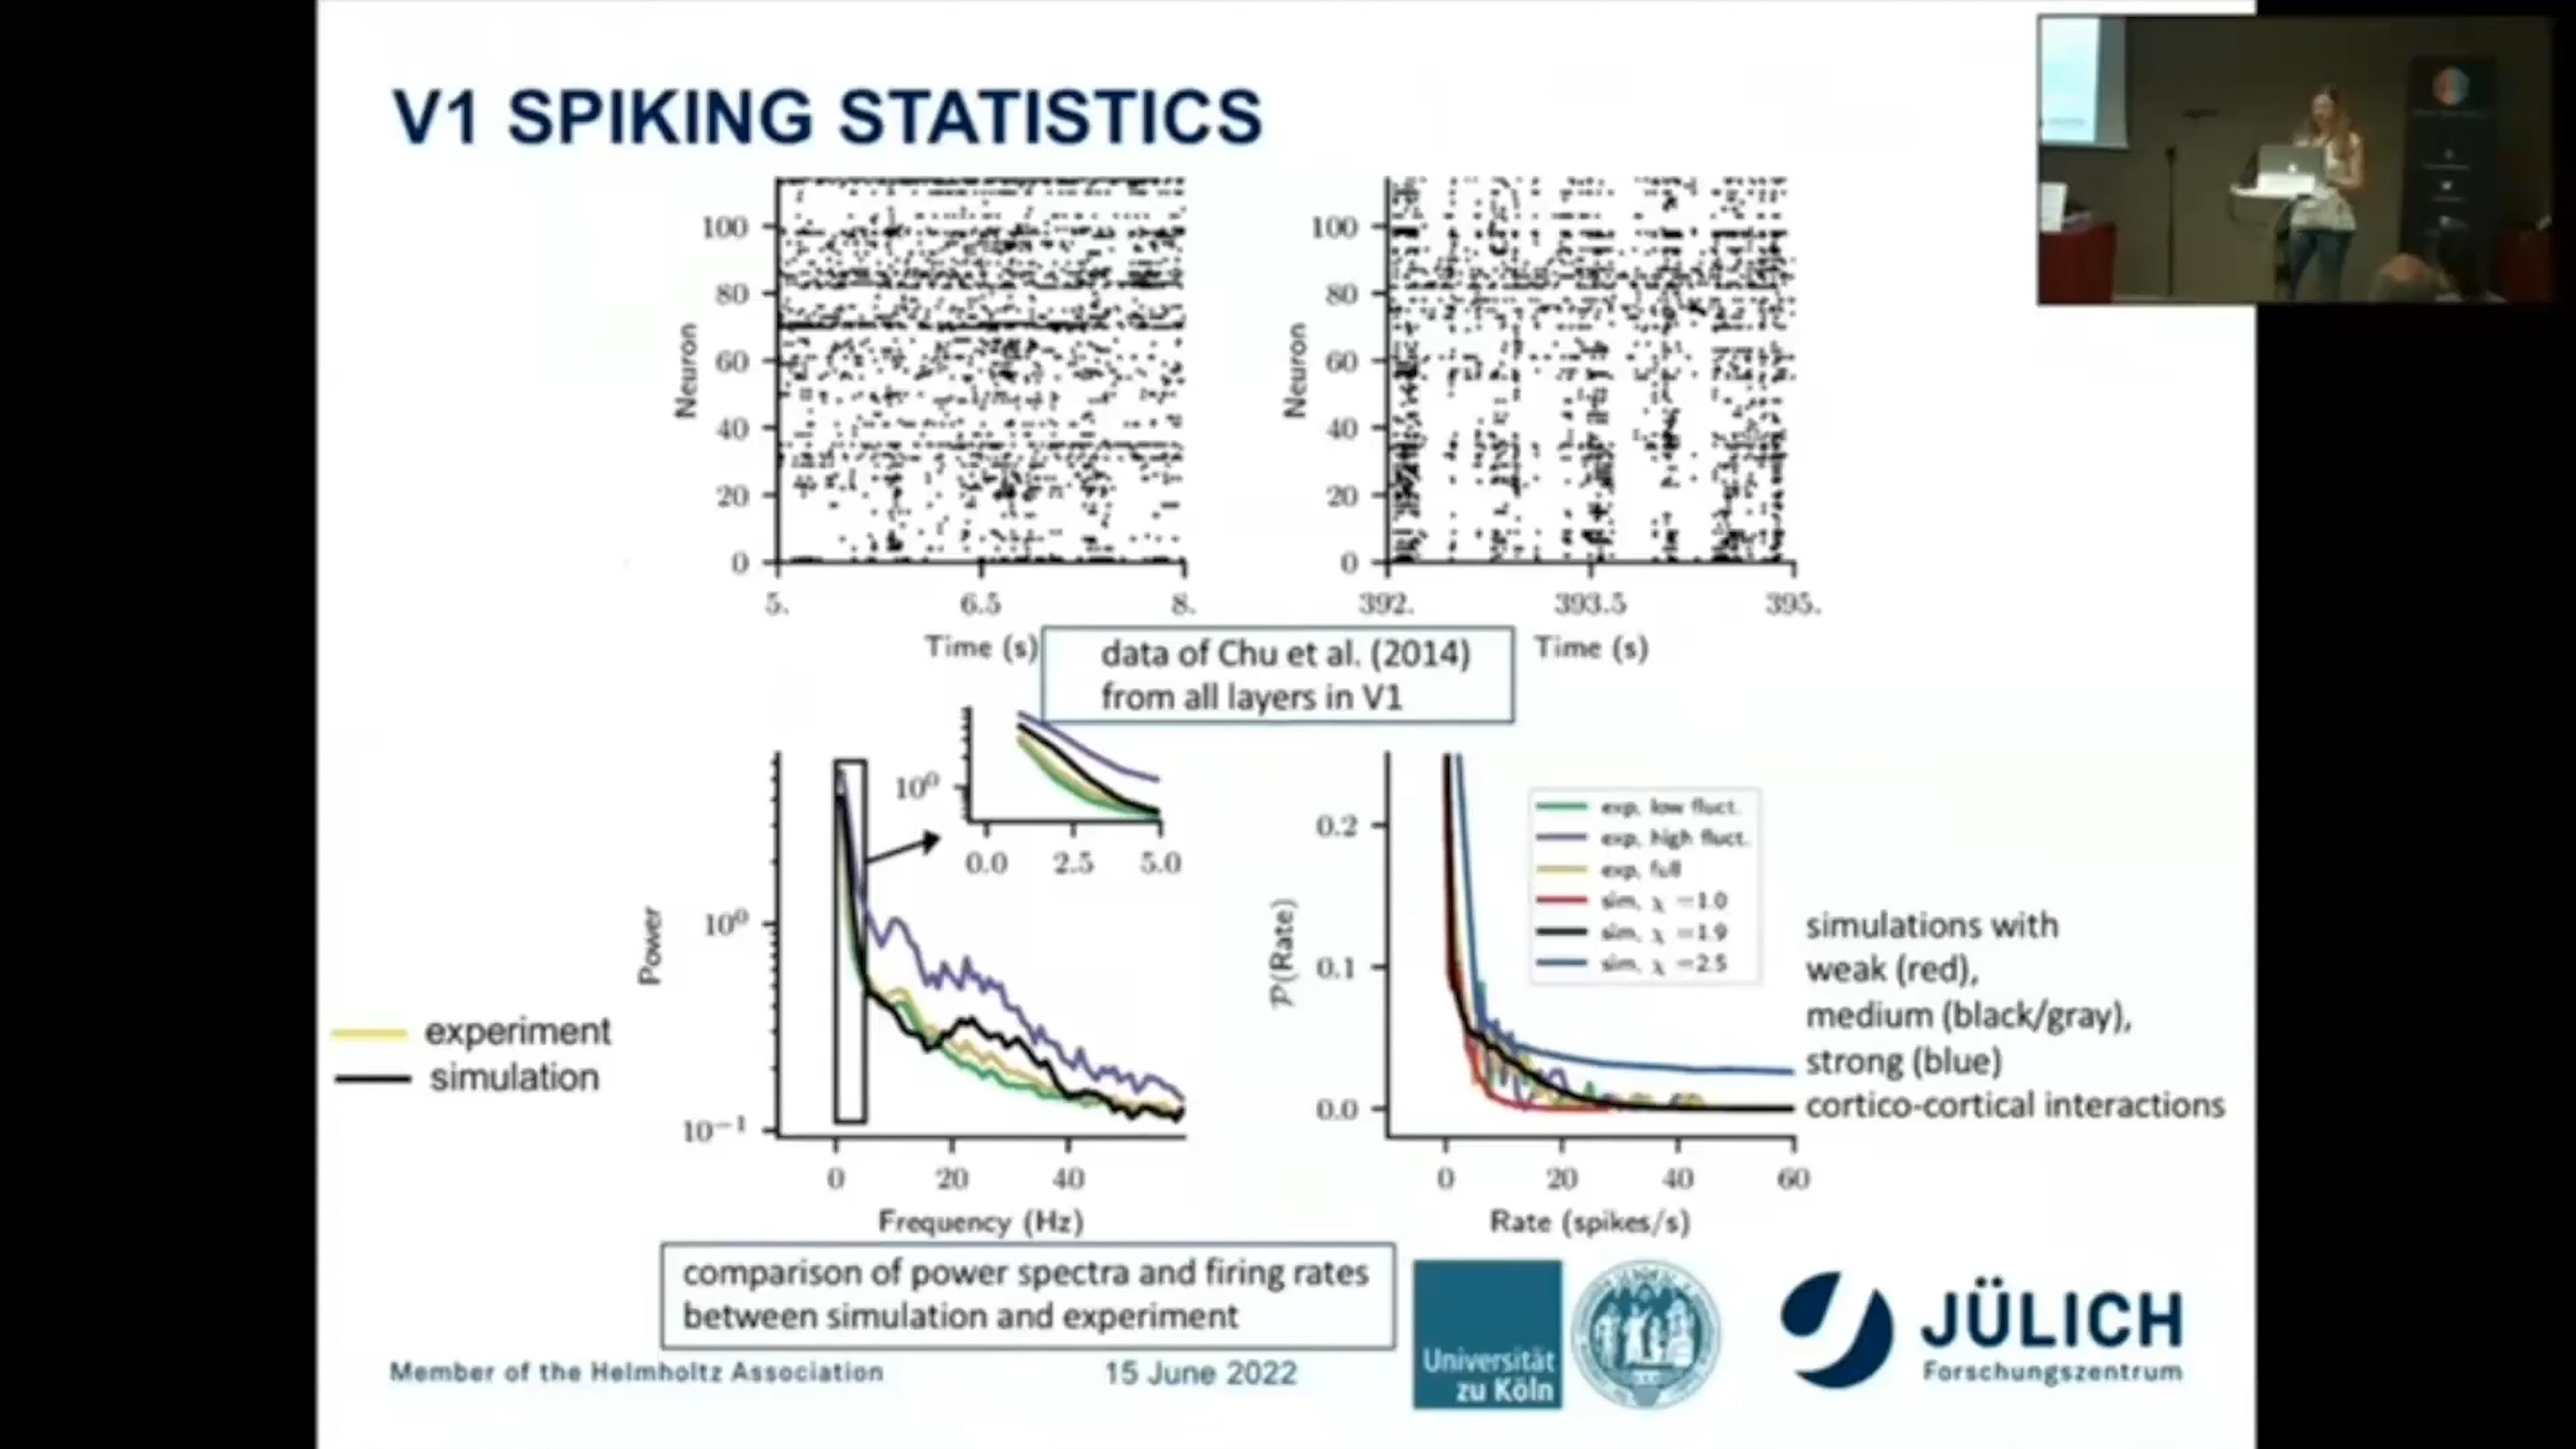 V1 SPIKING STATISTICS
100
80
60
40
20
0
Neuron
5.
6.5
8.
Time (s)
100
80
60
40
20
0
Neuron
392.
393.5
395.
Time (s)
data of Chu et al. (2014)
from all layers in V1
10⁰
0.0
2.5
5.0
Power
10⁰
10⁻¹
0
20
40
Frequency (Hz)
experiment
simulation
P(Rate)
0.2
0.1
0.0
0
20
40
60
Rate (spikes/s)
exp, low fluct.
exp, high fluct.
exp, full
sim, χ =1.0
sim, χ =1.9
sim, χ =2.5
simulations with
weak (red),
medium (black/gray),
strong (blue)
cortico-cortical interactions
comparison of power spectra and firing rates
between simulation and experiment
Member of the Helmholtz Association
15 June 2022
Universität
zu Köln
JÜLICH
Forschungszentrum